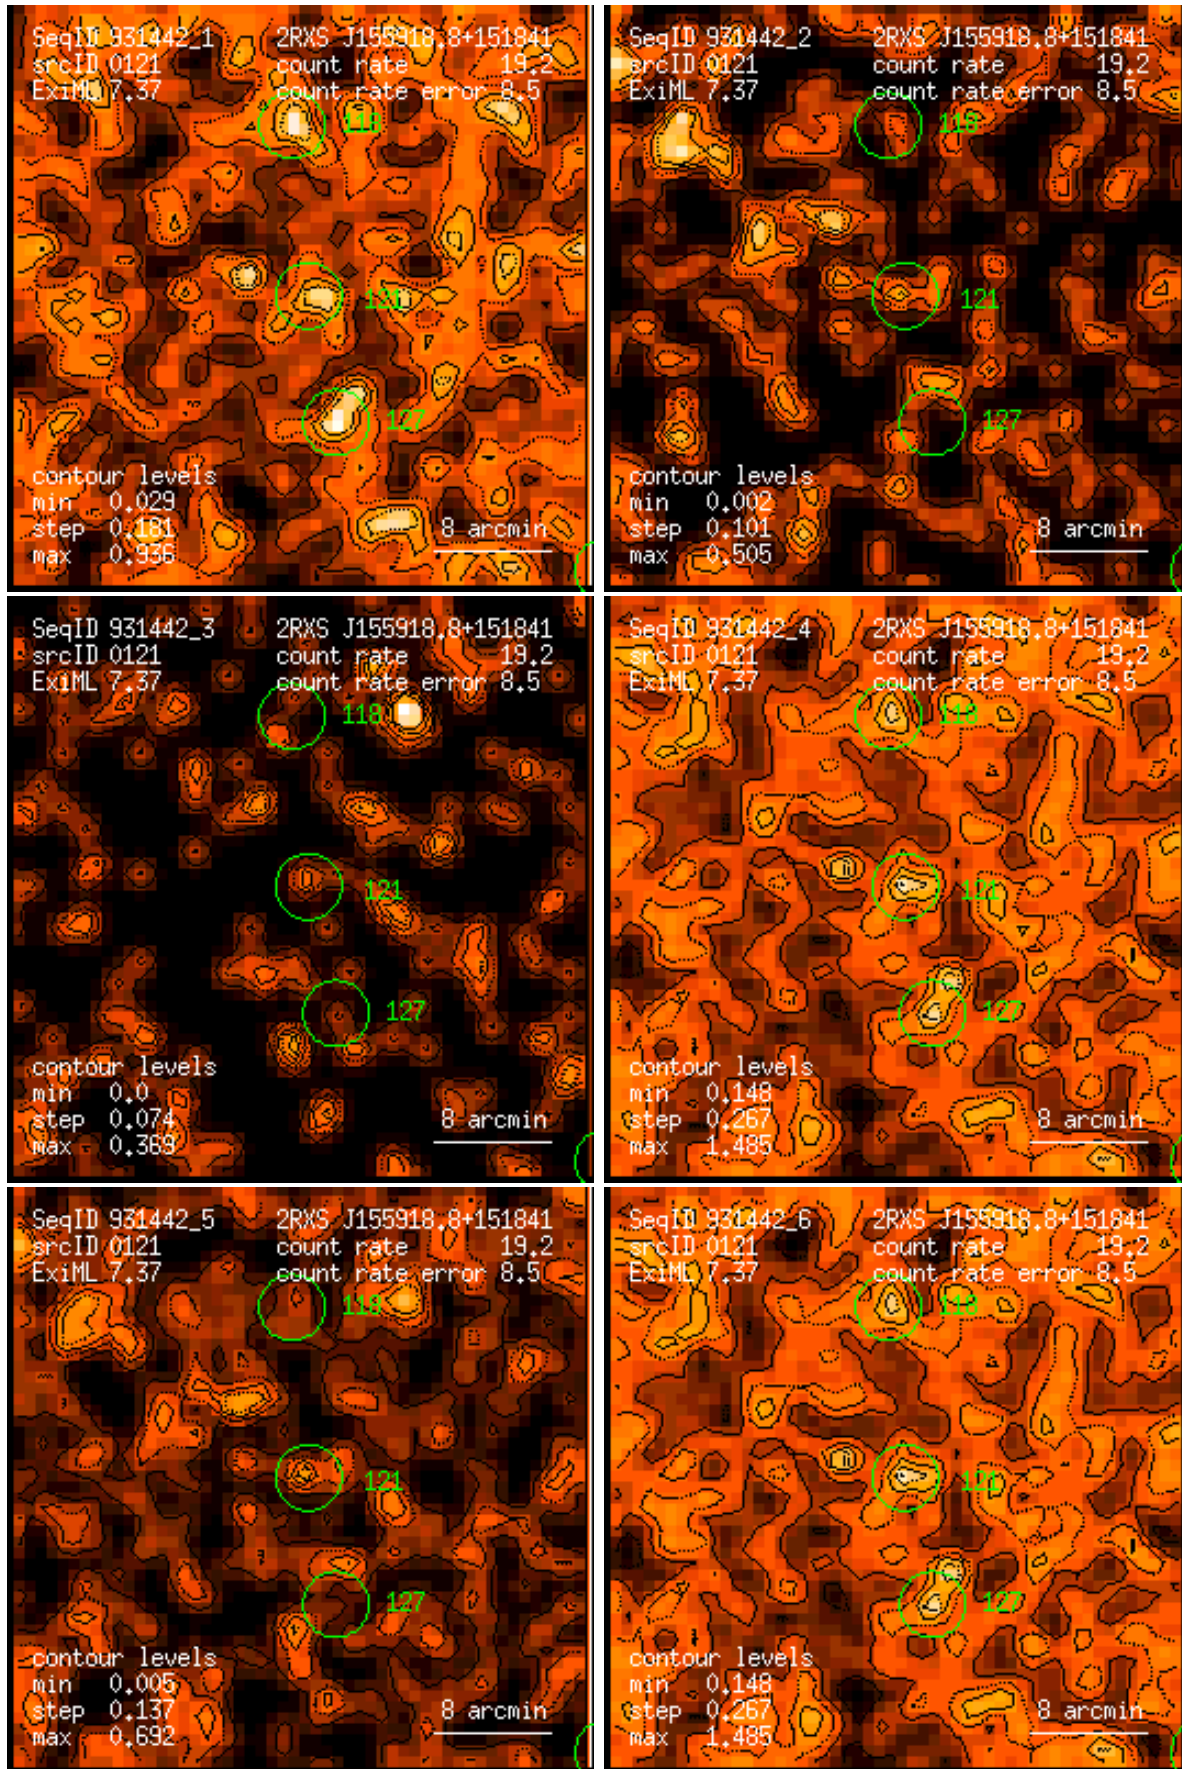 SeqID 931442_1 2RXS J155918.8+151841
srcID 0121 count rate 19.2
ExiML 7.37 count rate error 8.5
118
121
127
contour levels
min 0.029
step 0.181 8 arcmin
max 0.936
SeqID 931442_2 2RXS J155918.8+151841
srcID 0121 count rate 19.2
ExiML 7.37 count rate error 8.5
118
121
127
contour levels
min 0.002
step 0.101 8 arcmin
max 0.505
SeqID 931442_3 2RXS J155918.8+151841
srcID 0121 count rate 19.2
ExiML 7.37 count rate error 8.5
118
121
127
contour levels
min 0.0
step 0.074 8 arcmin
max 0.369
SeqID 931442_4 2RXS J155918.8+151841
srcID 0121 count rate 19.2
ExiML 7.37 count rate error 8.5
118
121
127
contour levels
min 0.148
step 0.267 8 arcmin
max 1.485
SeqID 931442_5 2RXS J155918.8+151841
srcID 0121 count rate 19.2
ExiML 7.37 count rate error 8.5
118
121
127
contour levels
min 0.005
step 0.137 8 arcmin
max 0.692
SeqID 931442_6 2RXS J155918.8+151841
srcID 0121 count rate 19.2
ExiML 7.37 count rate error 8.5
118
121
127
contour levels
min 0.148
step 0.267 8 arcmin
max 1.485